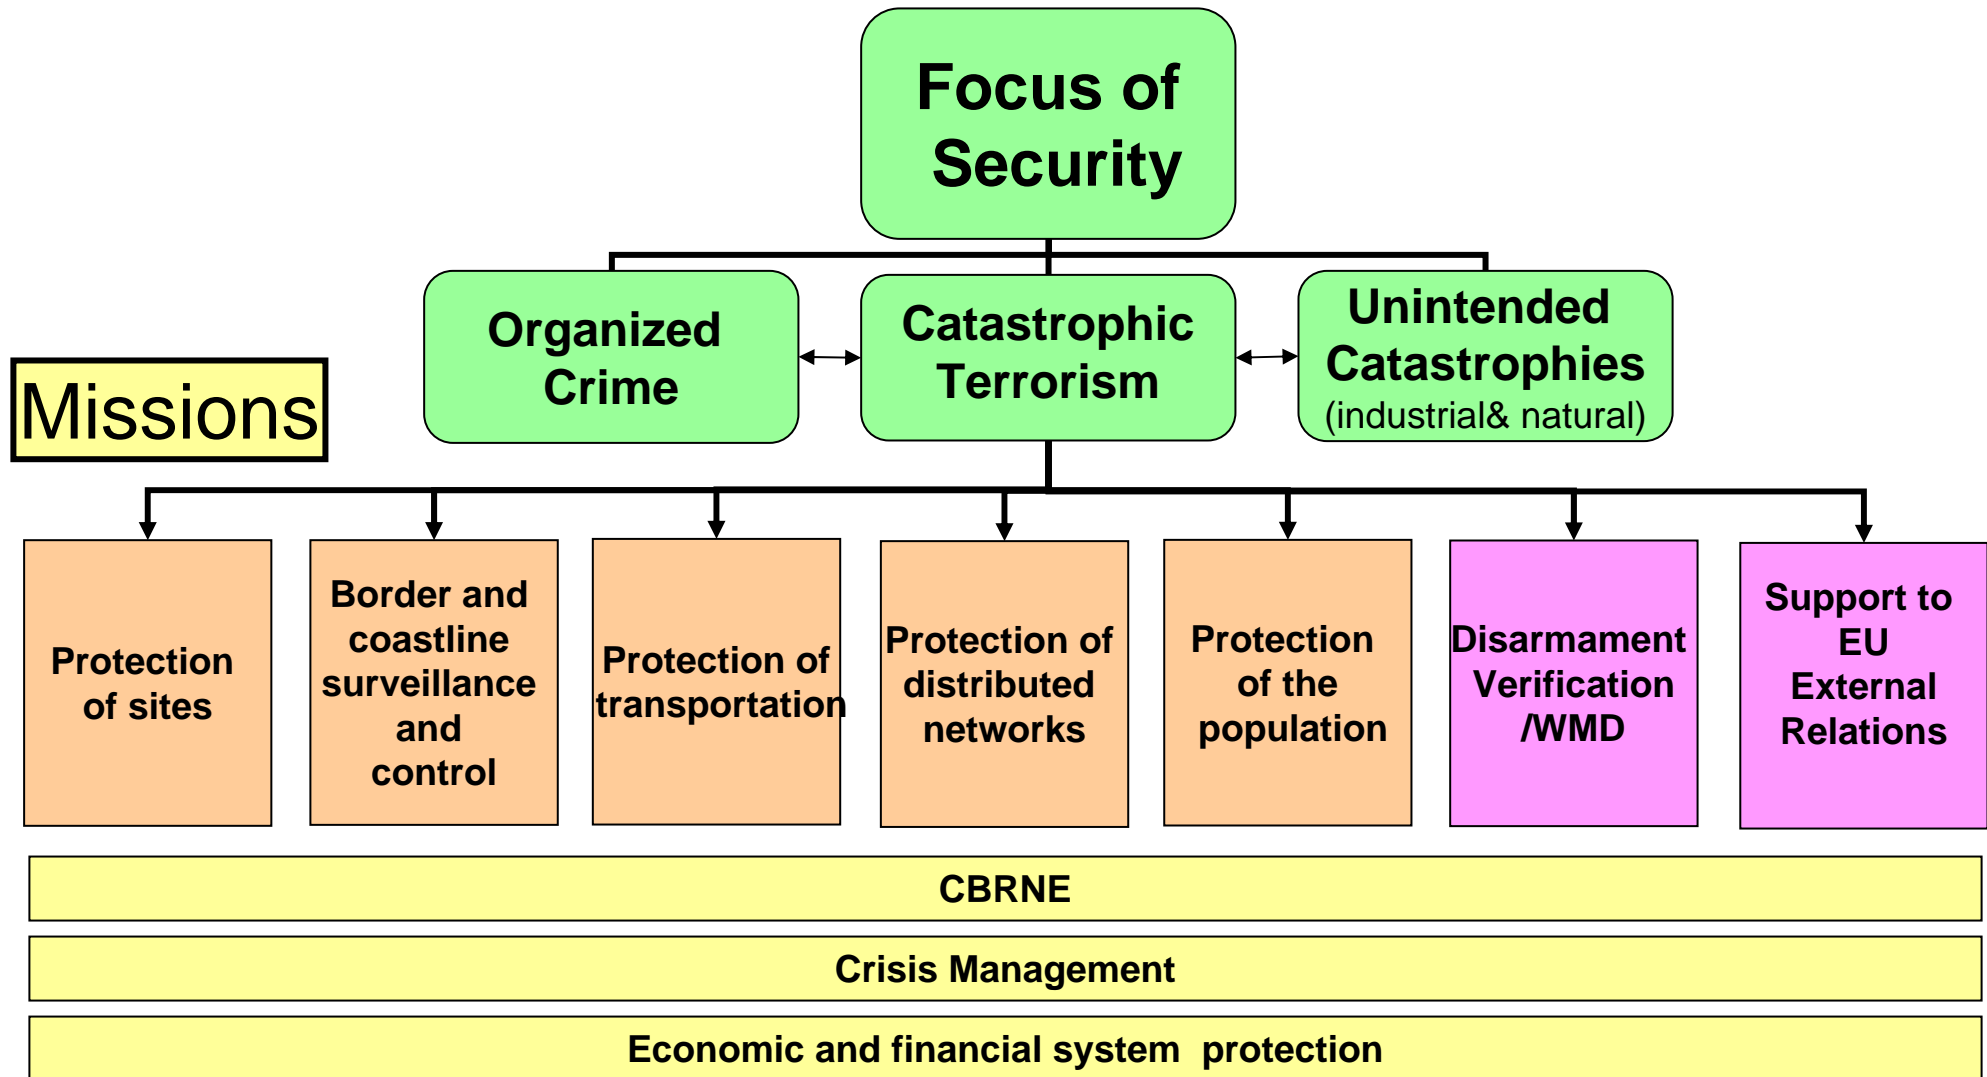 Focus of
Security
Organized
Crime
Catastrophic
Terrorism
Unintended
Catastrophies
(industrial& natural)
Missions
Protection
of sites
Border and
coastline
surveillance
and
control
Protection of
transportation
Protection of
distributed
networks
Protection
of the
population
Disarmament
Verification
/WMD
Support to
EU
External
Relations
CBRNE
Crisis Management
Economic and financial system protection